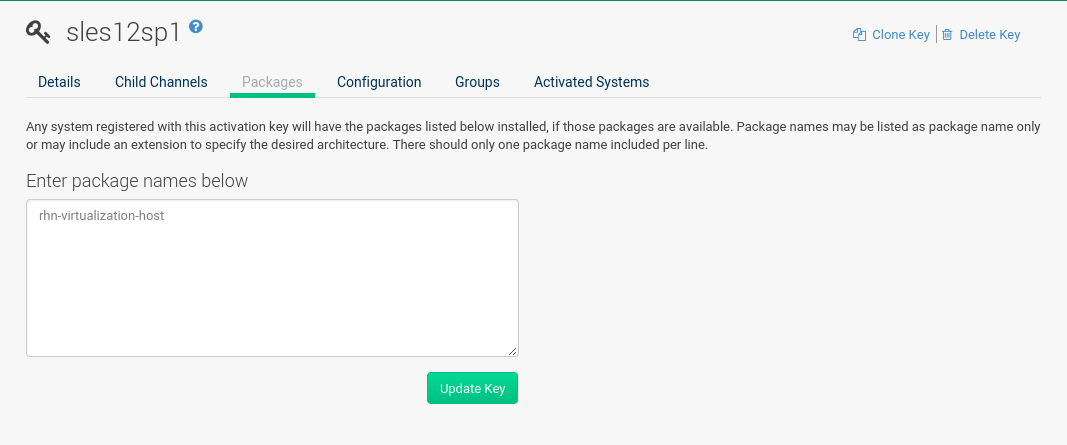 sles12sp1
Clone Key
Delete Key
Details
Child Channels
Packages
Configuration
Groups
Activated Systems
Any system registered with this activation key will have the packages listed below installed, if those packages are available. Package names may be listed as package name only
or may include an extension to specify the desired architecture. There should only one package name included per line.
Enter package names below
rhn-virtualization-host
Update Key